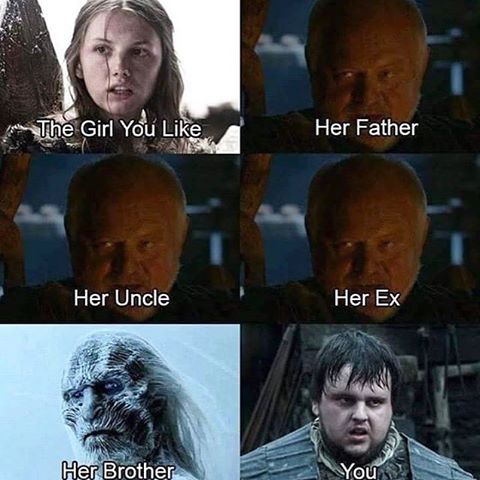 The Girl You Like
Her Father
Her Uncle
Her Ex
Her Brother
You